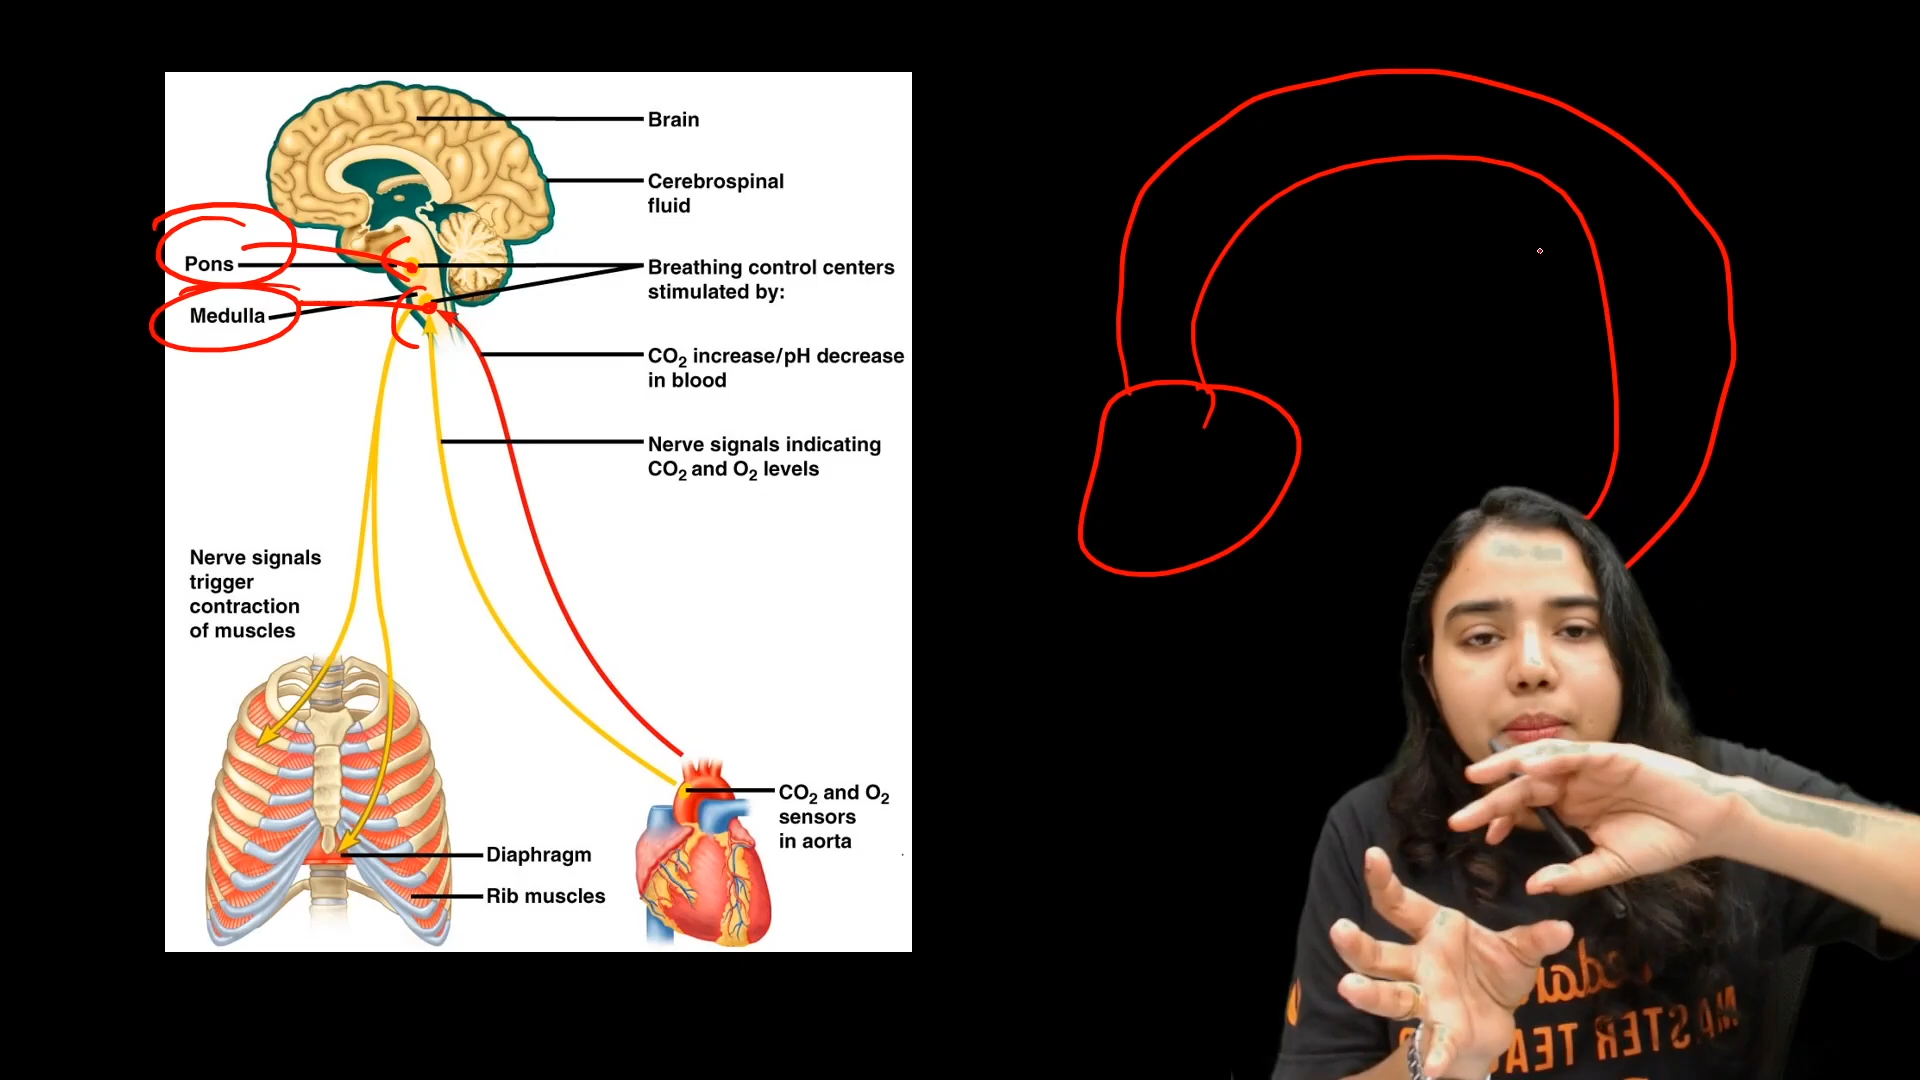 Brain
Cerebrospinal
fluid
Pons
Breathing control centers
stimulated by:
Medulla
CO₂ increase/pH decrease
in blood
Nerve signals indicating
CO₂ and O₂ levels
Nerve signals
trigger
contraction
of muscles
CO₂ and O₂
sensors
in aorta
Diaphragm
Rib muscles
MASTER TEA